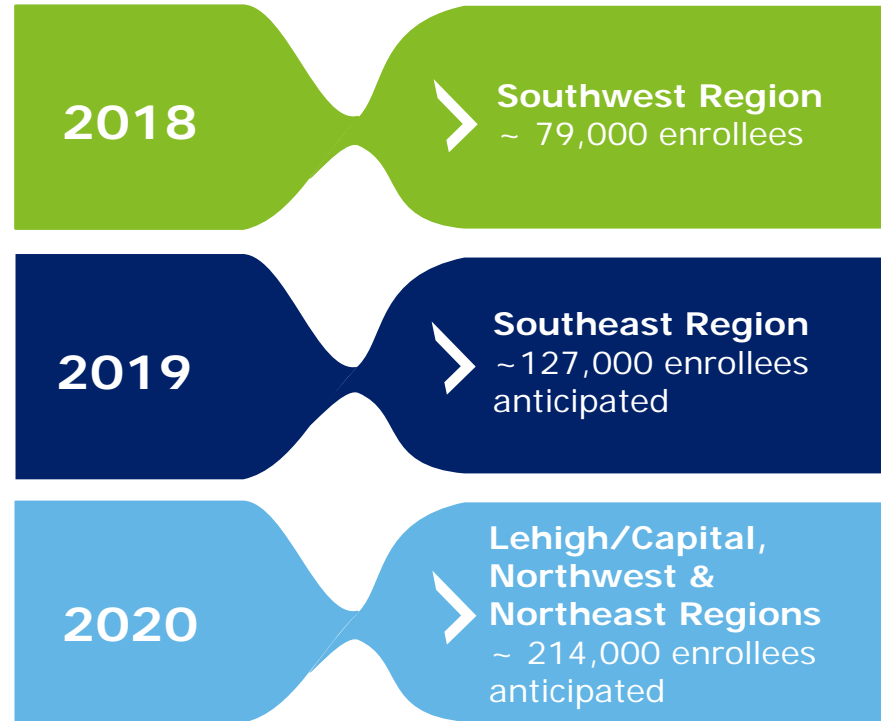 2018
Southwest Region
~ 79,000 enrollees
2019
Southeast Region
~127,000 enrollees
anticipated
2020
Lehigh/Capital,
Northwest &
Northeast Regions
~ 214,000 enrollees
anticipated